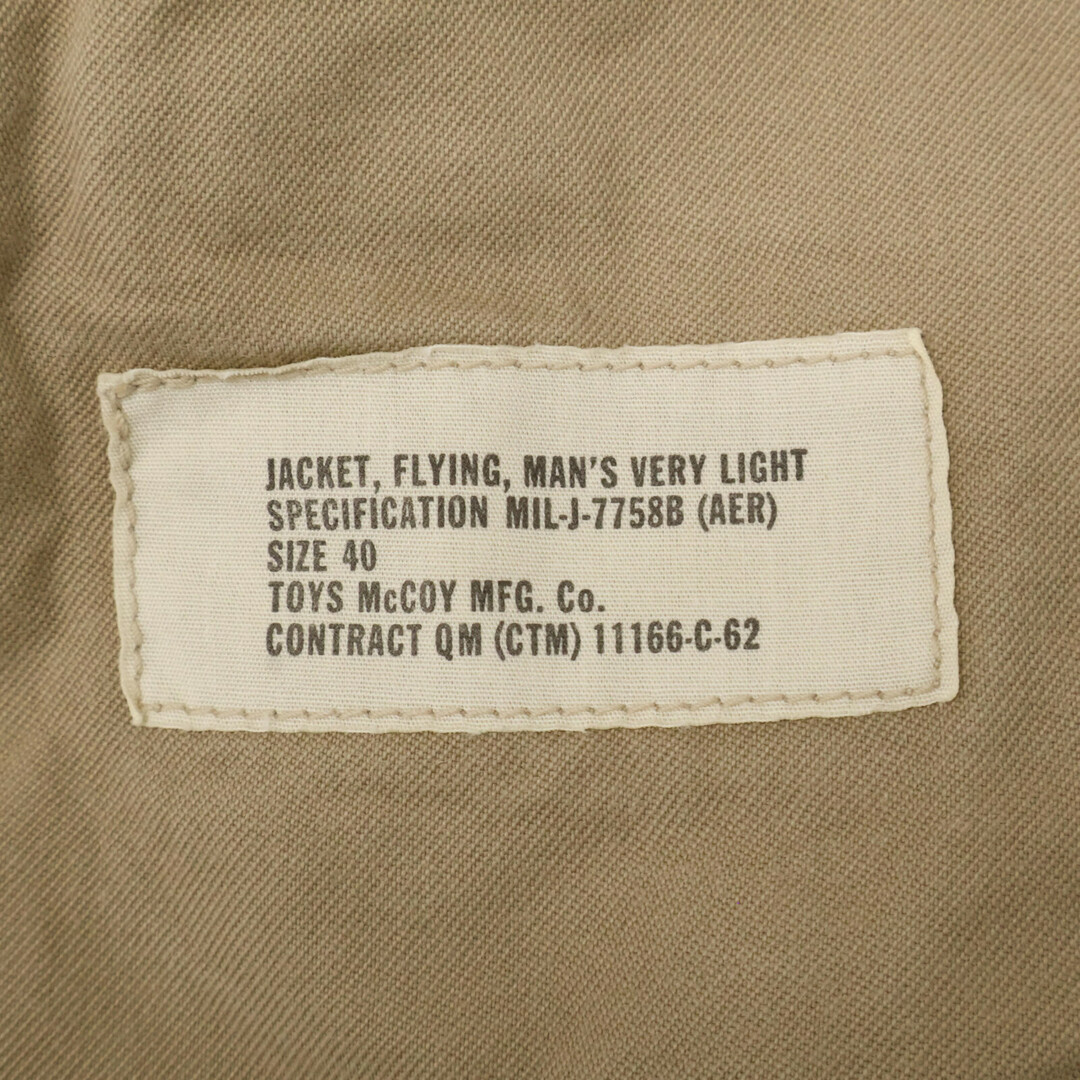 JACKET, FLYING, MAN'S VERY LIGHT
SPECIFICATION MIL-J-7758B (AER)
SIZE 40
TOYS McCOY MFG. Co.
CONTRACT QM (CTM) 11166-C-62